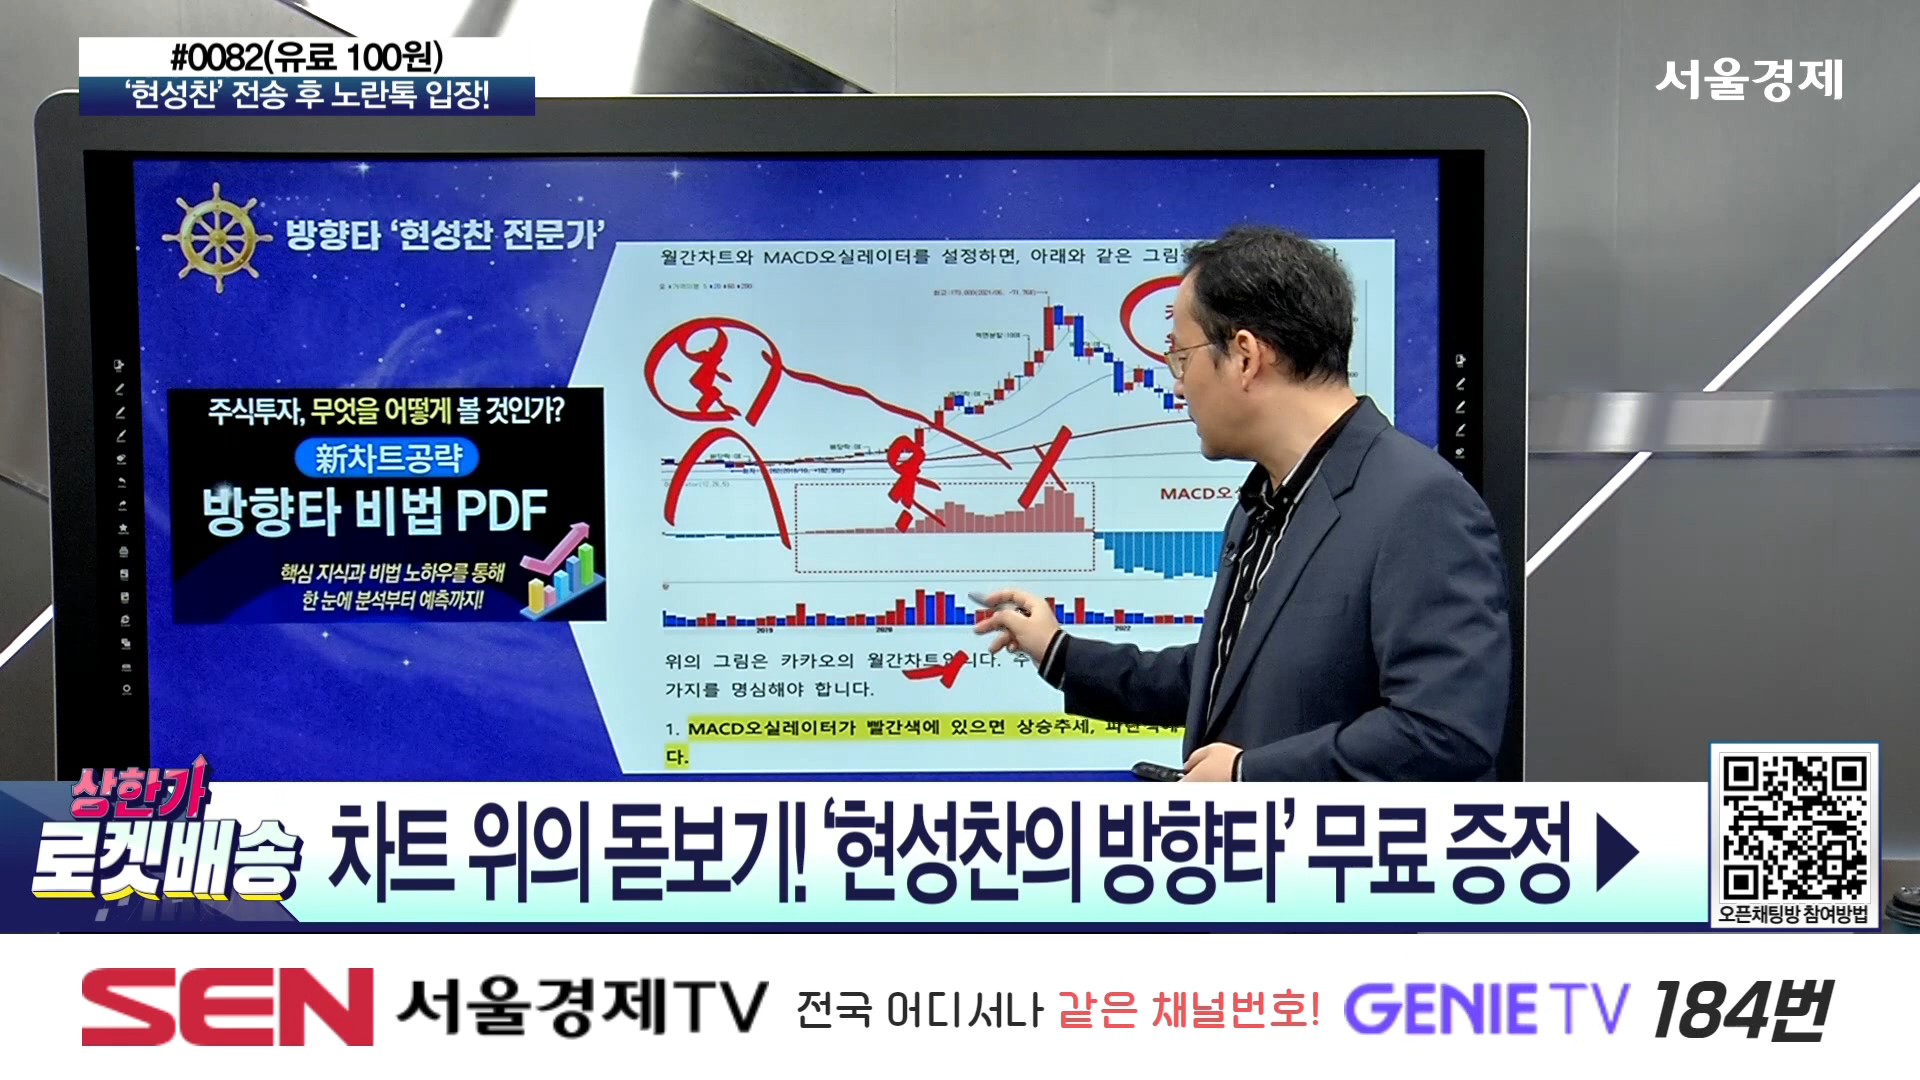 #0082(유료 100원)
‘현성찬’ 전송 후 노란톡 입장!
서울경제
방향타 ‘현성찬 전문가’
월간차트와 MACD오실레이터를 설정하면, 아래와 같은 그림
주식투자, 무엇을 어떻게 볼 것인가?
新차트공략
방향타 비법 PDF
핵심 지식과 비법 노하우를 통해
한 눈에 분석부터 예측까지!
MACD오
2019
2020
2022
위의 그림은 카카오의 월간차트입니다.
가지를 명심해야 합니다.
1. MACD오실레이터가 빨간색에 있으면 상승추세, 파란색에
다.
상한가
로켓배송
차트 위의 돋보기! ‘현성찬의 방향타’ 무료 증정 ▶
오픈채팅방 참여방법
SEN 서울경제TV 전국 어디서나 같은 채널번호! GENIE TV 184번